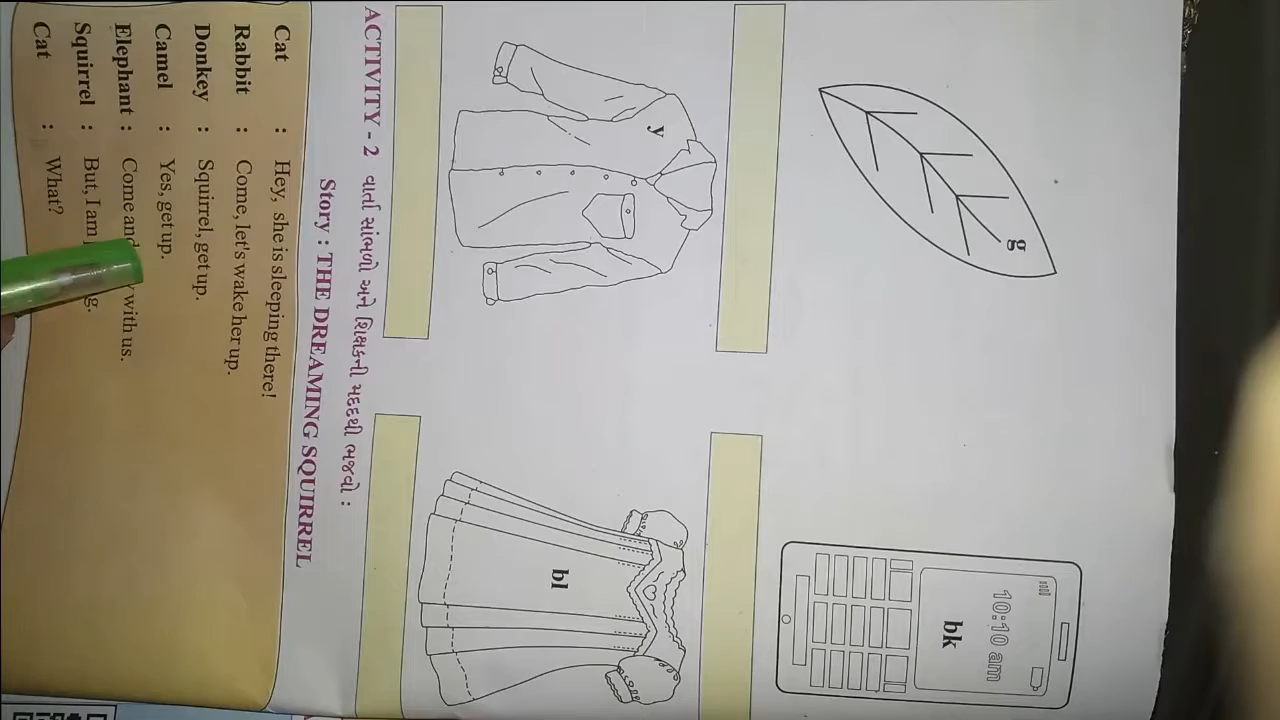 g
10:10 am
bk
y
bl
ACTIVITY - 2 વાર્તા સાંભળો અને શિક્ષકની મદદથી ભજવો :
Story : THE DREAMING SQUIRREL
Cat : Hey, she is sleeping there!
Rabbit : Come, let's wake her up.
Donkey : Squirrel, get up.
Camel : Yes, get up.
Elephant : Come and with us.
Squirrel : But, I am
Cat : What?